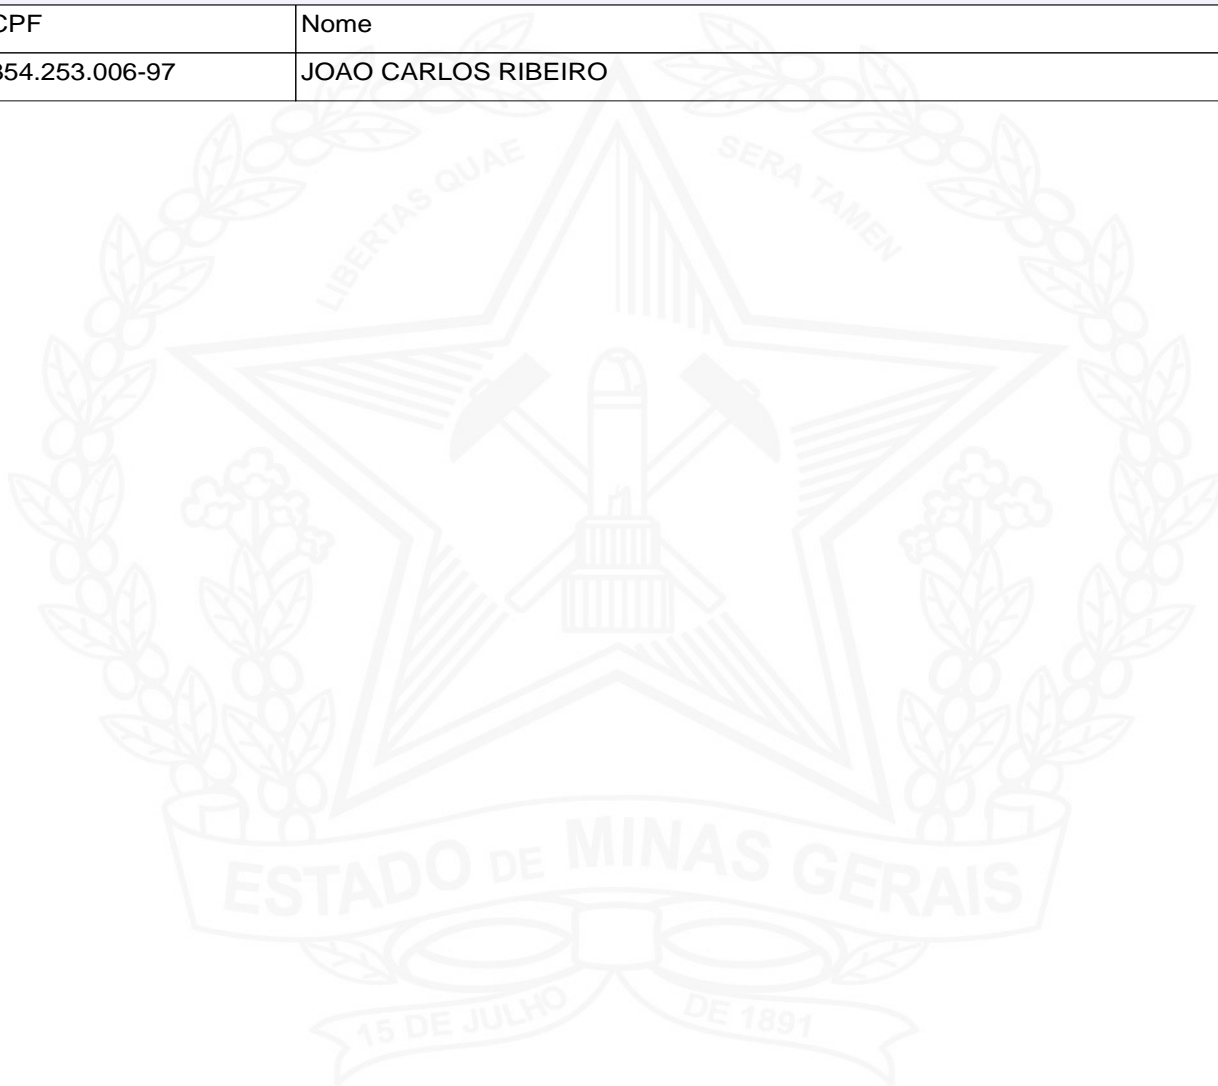 CPF Nome
854.253.006-97 JOAO CARLOS RIBEIRO
LIBERTAS QUAE SERA TAMEN
ESTADO DE MINAS GERAIS
15 DE JULHO DE 1891